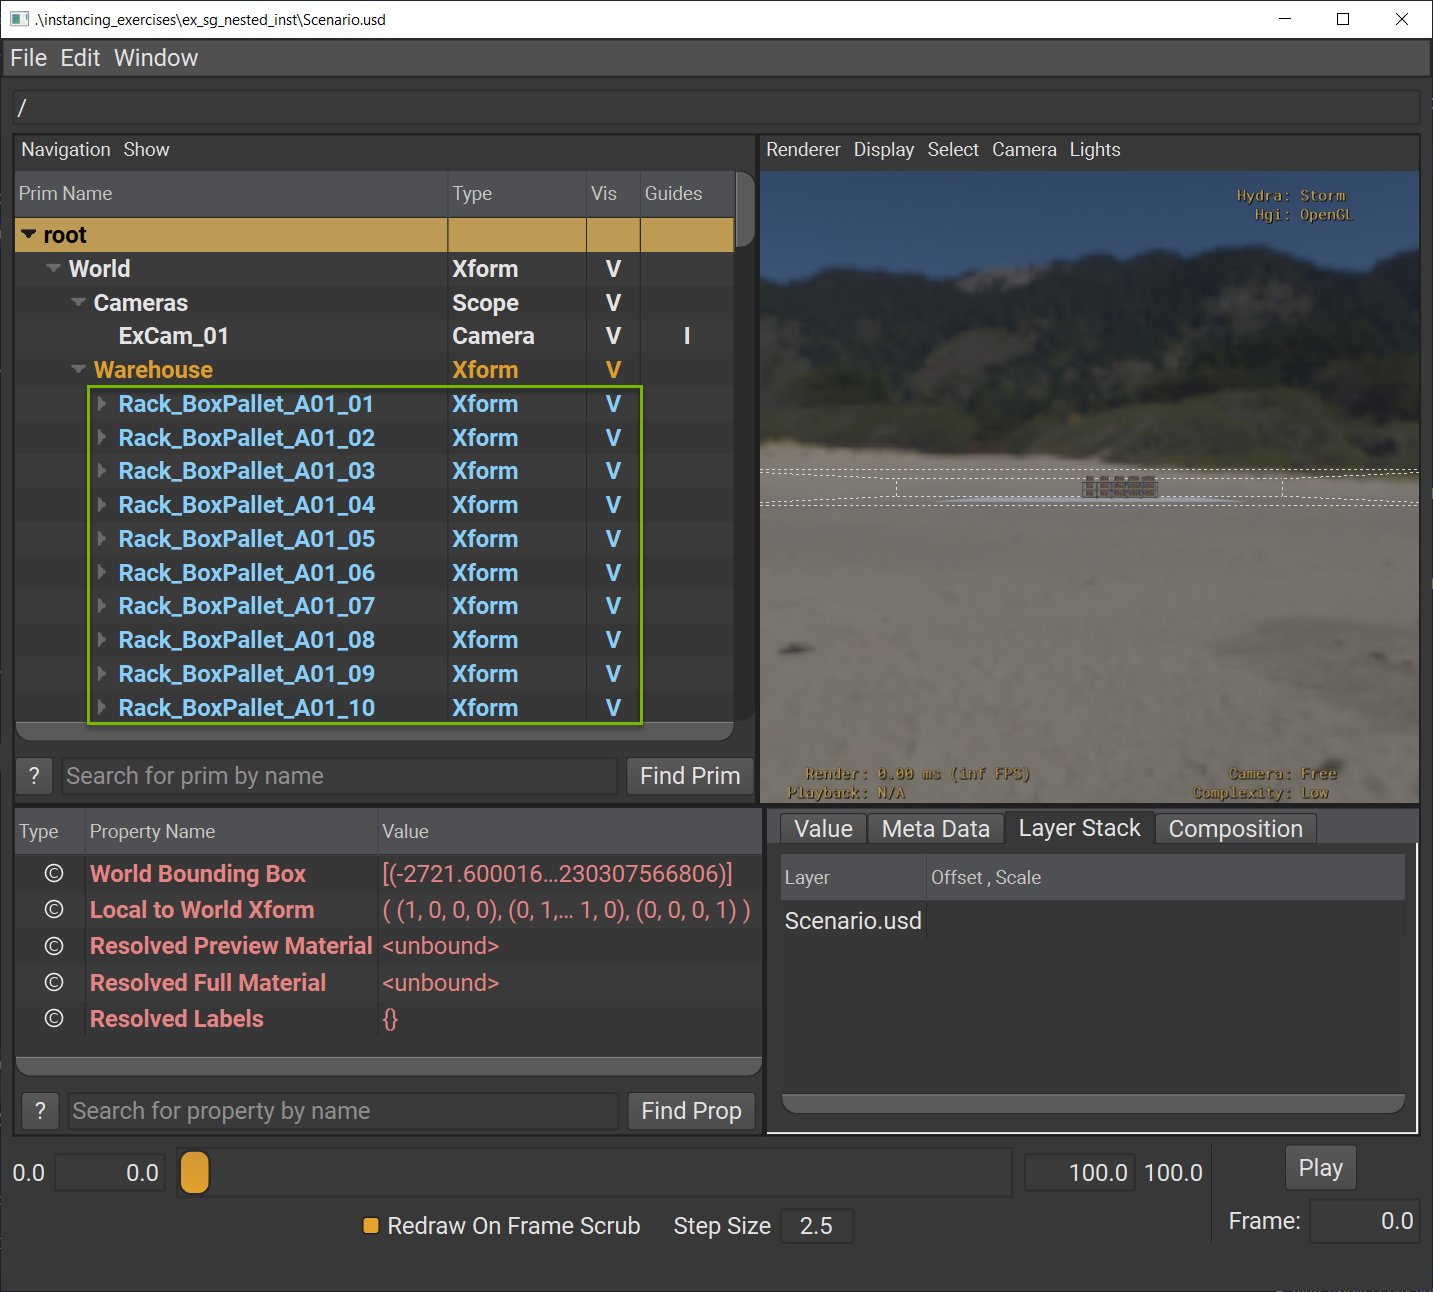 .\instancing_exercises\ex_sg_nested_inst\Scenario.usd
File Edit Window
/
Navigation Show
Prim Name Type Vis Guides
root
World Xform V
Cameras Scope V
ExCam_01 Camera V I
Warehouse Xform V
Rack_BoxPallet_A01_01 Xform V
Rack_BoxPallet_A01_02 Xform V
Rack_BoxPallet_A01_03 Xform V
Rack_BoxPallet_A01_04 Xform V
Rack_BoxPallet_A01_05 Xform V
Rack_BoxPallet_A01_06 Xform V
Rack_BoxPallet_A01_07 Xform V
Rack_BoxPallet_A01_08 Xform V
Rack_BoxPallet_A01_09 Xform V
Rack_BoxPallet_A01_10 Xform V
? Search for prim by name Find Prim
Renderer Display Select Camera Lights
Hydra: Storm
Hgi: OpenGL
Render: 0.00 ms (inf FPS)
Playback: N/A
Camera: Free
Complexity: Low
Type Property Name Value
© World Bounding Box [(-2721.600016...230307566806)]
© Local to World Xform ( (1, 0, 0, 0), (0, 1,... 1, 0), (0, 0, 0, 1) )
© Resolved Preview Material <unbound>
© Resolved Full Material <unbound>
© Resolved Labels {}
? Search for property by name Find Prop
Value Meta Data Layer Stack Composition
Layer Offset , Scale
Scenario.usd
0.0 0.0 100.0 100.0 Play
Redraw On Frame Scrub Step Size 2.5 Frame: 0.0